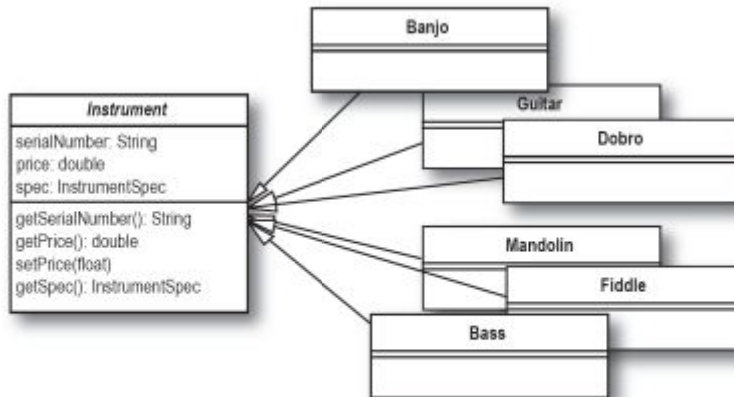 Banjo
Instrument
serialNumber: String
price: double
spec: InstrumentSpec
getSerialNumber(): String
getPrice(): double
setPrice(float)
getSpec(): InstrumentSpec
Guitar
Dobro
Mandolin
Fiddle
Bass